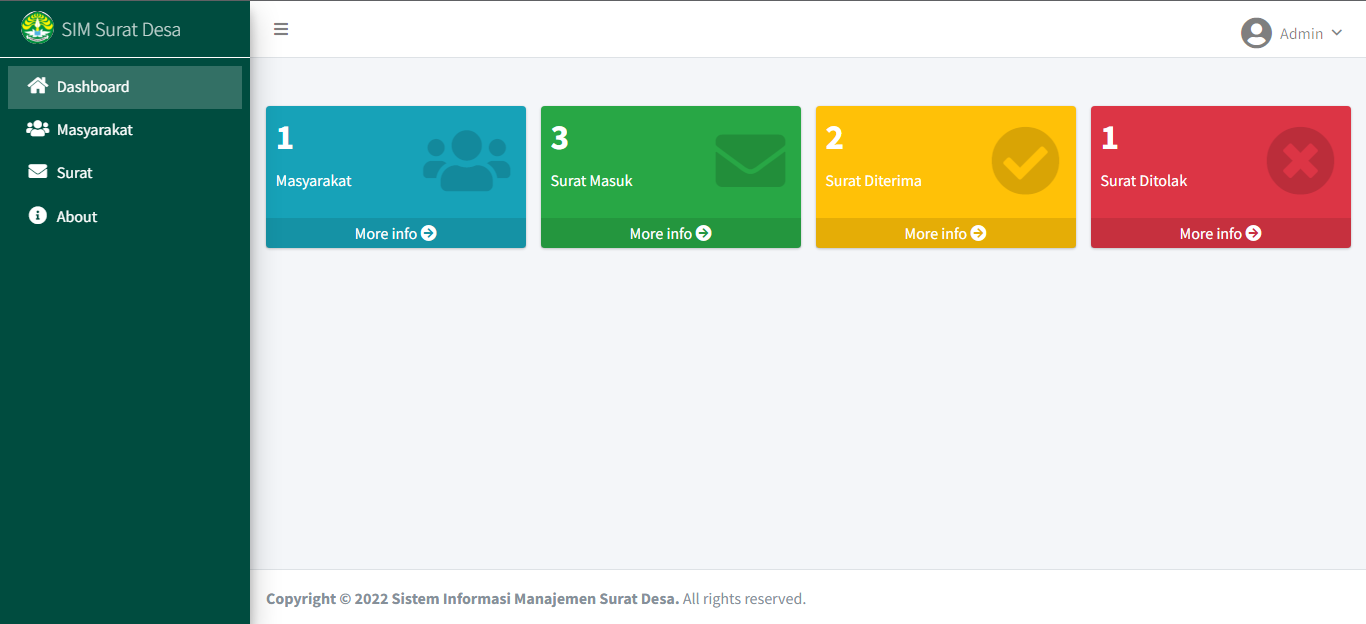 SIM Surat Desa
Admin
Dashboard
Masyarakat
Surat
About
1
Masyarakat
More info
3
Surat Masuk
More info
2
Surat Diterima
More info
1
Surat Ditolak
More info
Copyright © 2022 Sistem Informasi Manajemen Surat Desa. All rights reserved.